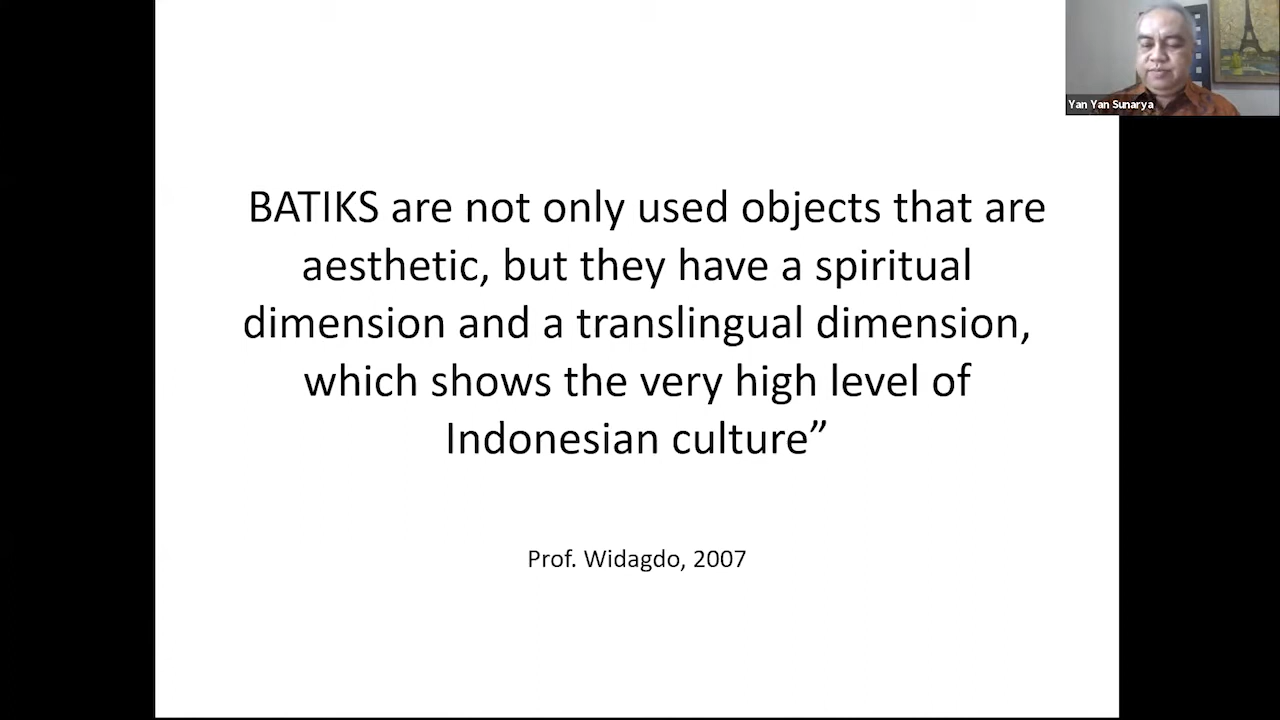 Yan Yan Sunarya
BATIKS are not only used objects that are
aesthetic, but they have a spiritual
dimension and a translingual dimension,
which shows the very high level of
Indonesian culture”
Prof. Widagdo, 2007